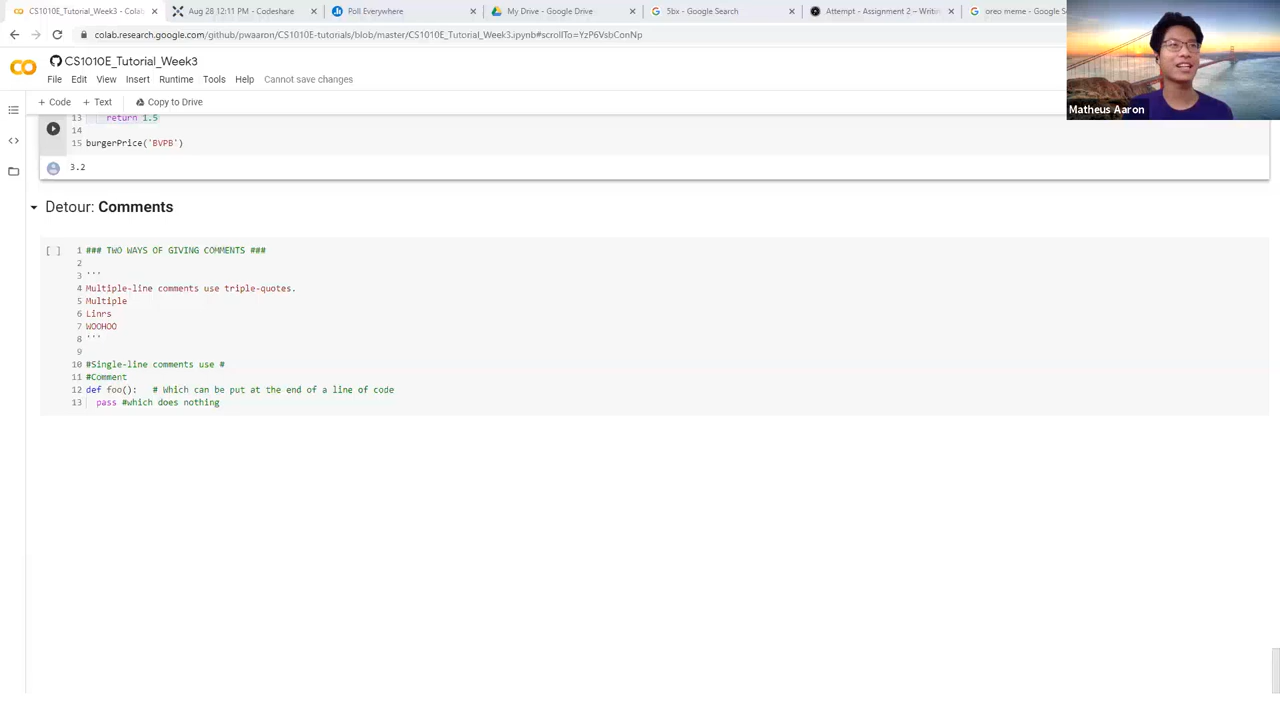 CS1010E_Tutorial_Week3 - Colab
Aug 28 12:11 PM - Codeshare
Poll Everywhere
My Drive - Google Drive
5bx - Google Search
Attempt - Assignment 2 – Writi
oreo meme - Google Se
colab.research.google.com/github/pwaaron/CS1010E-tutorials/blob/master/CS1010E_Tutorial_Week3.ipynb#scrollTo=YzP6VsbConNp
CS1010E_Tutorial_Week3
File Edit View Insert Runtime Tools Help Cannot save changes
+ Code + Text Copy to Drive
Matheus Aaron
13 return 1.5
14
15 burgerPrice('BVPB')
3.2
Detour: Comments
[ ] 1 ### TWO WAYS OF GIVING COMMENTS ###
2
3 '''
4 Multiple-line comments use triple-quotes.
5 Multiple
6 Linrs
7 WOOHOO
8 '''
9
10 #Single-line comments use #
11 #Comment
12 def foo(): # Which can be put at the end of a line of code
13 pass #which does nothing